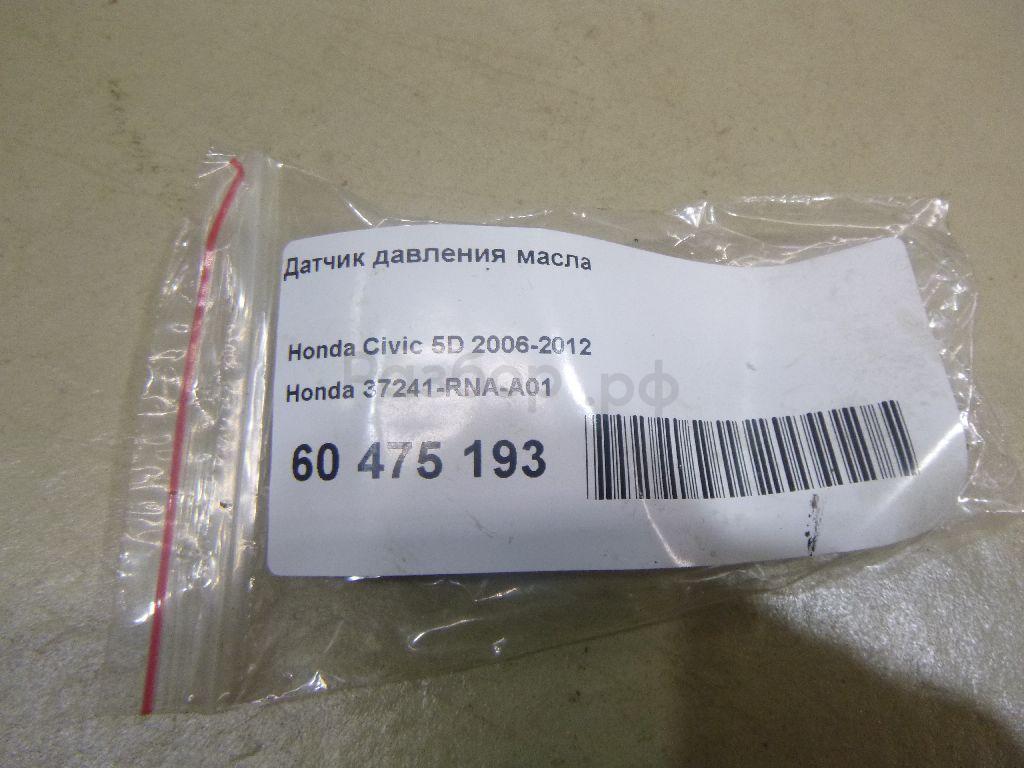 Датчик давления масла
Honda Civic 5D 2006-2012
Honda 37241-RNA-A01
60 475 193